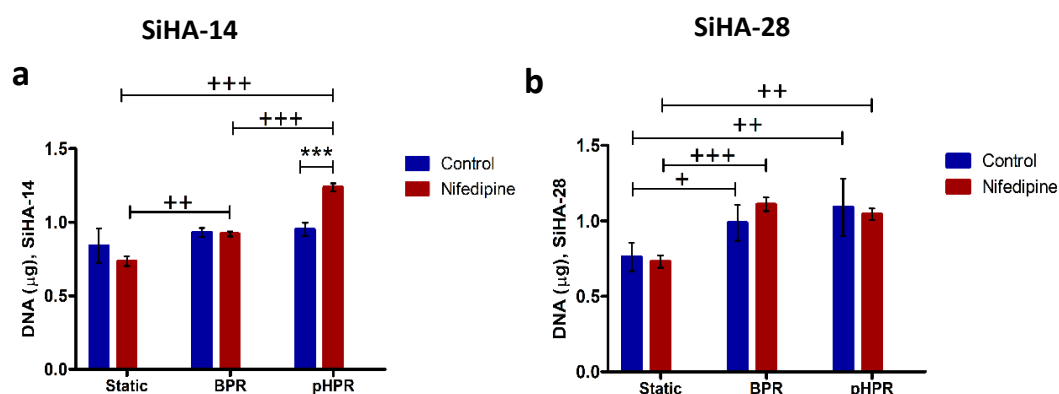 SiHA-14
SiHA-28
a
+++
+++
***
++
1.5
1.0
0.5
0.0
DNA (μg), SiHA-14
Static BPR pHPR
Control
Nifedipine
b
++
++
+++
+
1.5
1.0
0.5
0.0
DNA (μg), SiHA-28
Static BPR pHPR
Control
Nifedipine